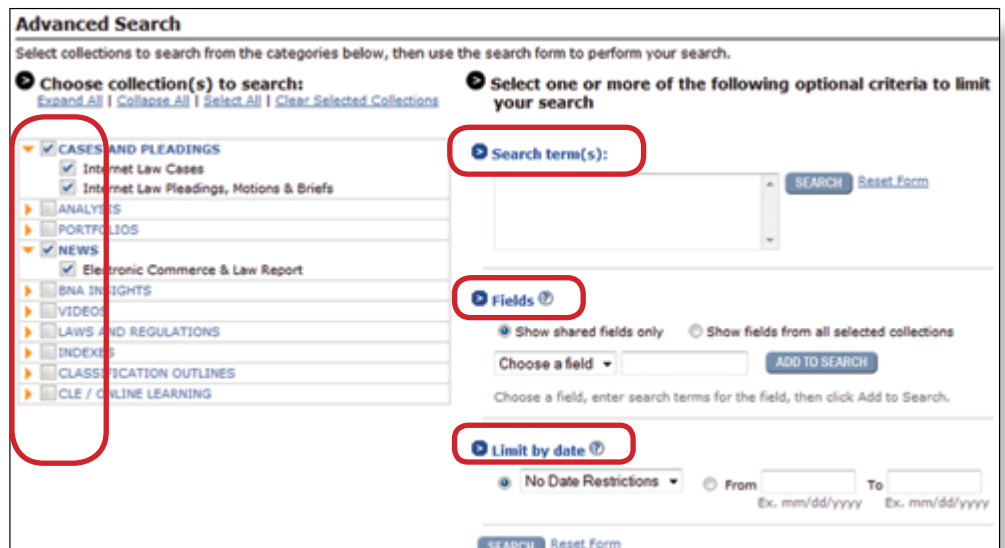 Advanced Search
Select collections to search from the categories below, then use the search form to perform your search.
Choose collection(s) to search:
Expand All | Collapse All | Select All | Clear Selected Collections
CASES AND PLEADINGS
Internet Law Cases
Internet Law Pleadings, Motions & Briefs
ANALYSIS
PORTFOLIOS
NEWS
Electronic Commerce & Law Report
BNA INSIGHTS
VIDEOS
LAWS AND REGULATIONS
INDEXES
CLASSIFICATION OUTLINES
CLE / ONLINE LEARNING
Select one or more of the following optional criteria to limit
your search
Search term(s):
SEARCH Reset Form
Fields ?
Show shared fields only Show fields from all selected collections
Choose a field ADD TO SEARCH
Choose a field, enter search terms for the field, then click Add to Search.
Limit by date ?
No Date Restrictions From To
Ex. mm/dd/yyyy Ex. mm/dd/yyyy
SEARCH Reset Form